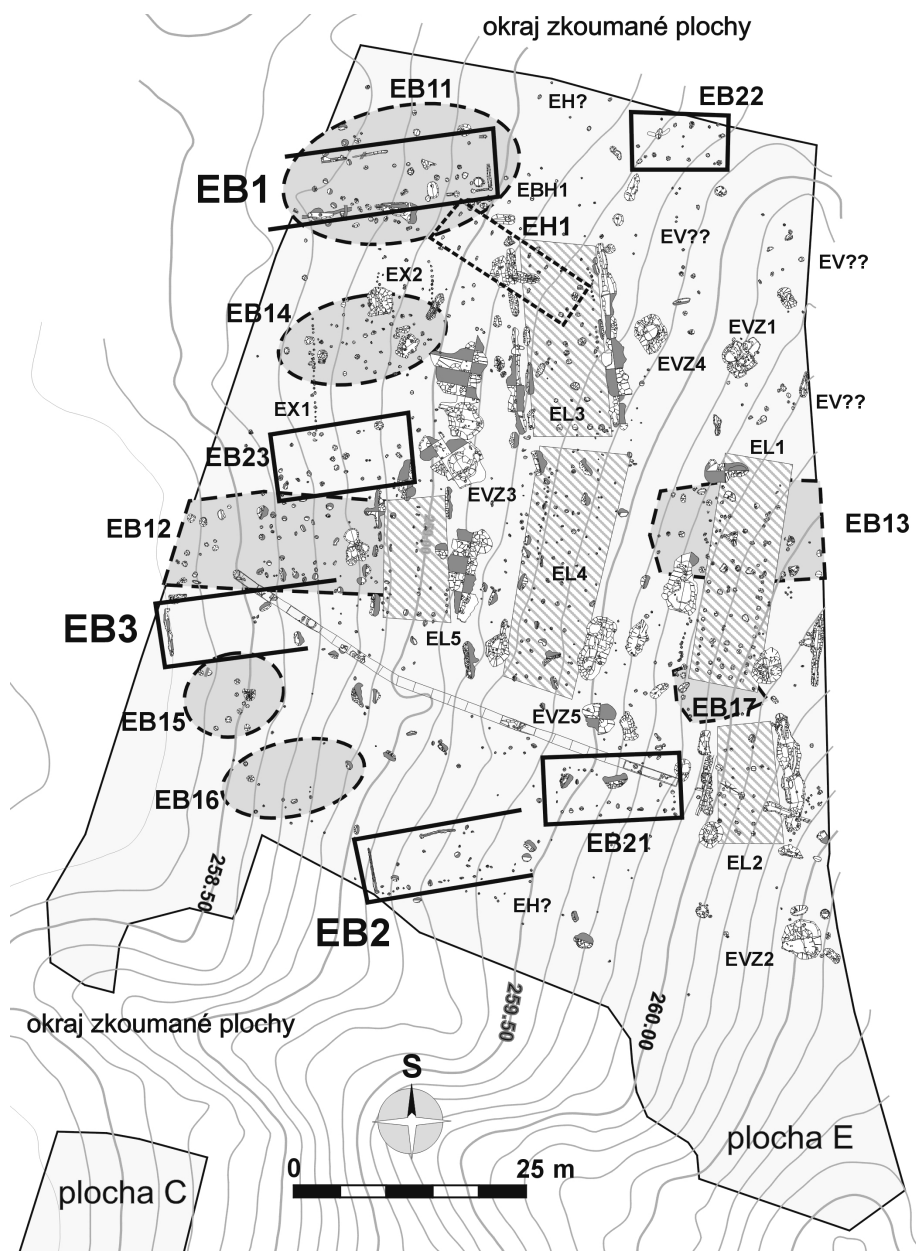 okraj zkoumané plochy
EB11
EH?
EB22
EB1
EBH1
EH1
EV??
EX2
EV??
EB14
EVZ1
EVZ4
EV??
EX1
EL3
EL1
EB23
EVZ3
EB12
EB13
EL4
EB3
EL5
EB17
EB15
EVZ5
EB16
EB21
EL2
258.50
EH?
EB2
EVZ2
259.50
260.00
okraj zkoumané plochy
S
plocha E
0
25 m
plocha C